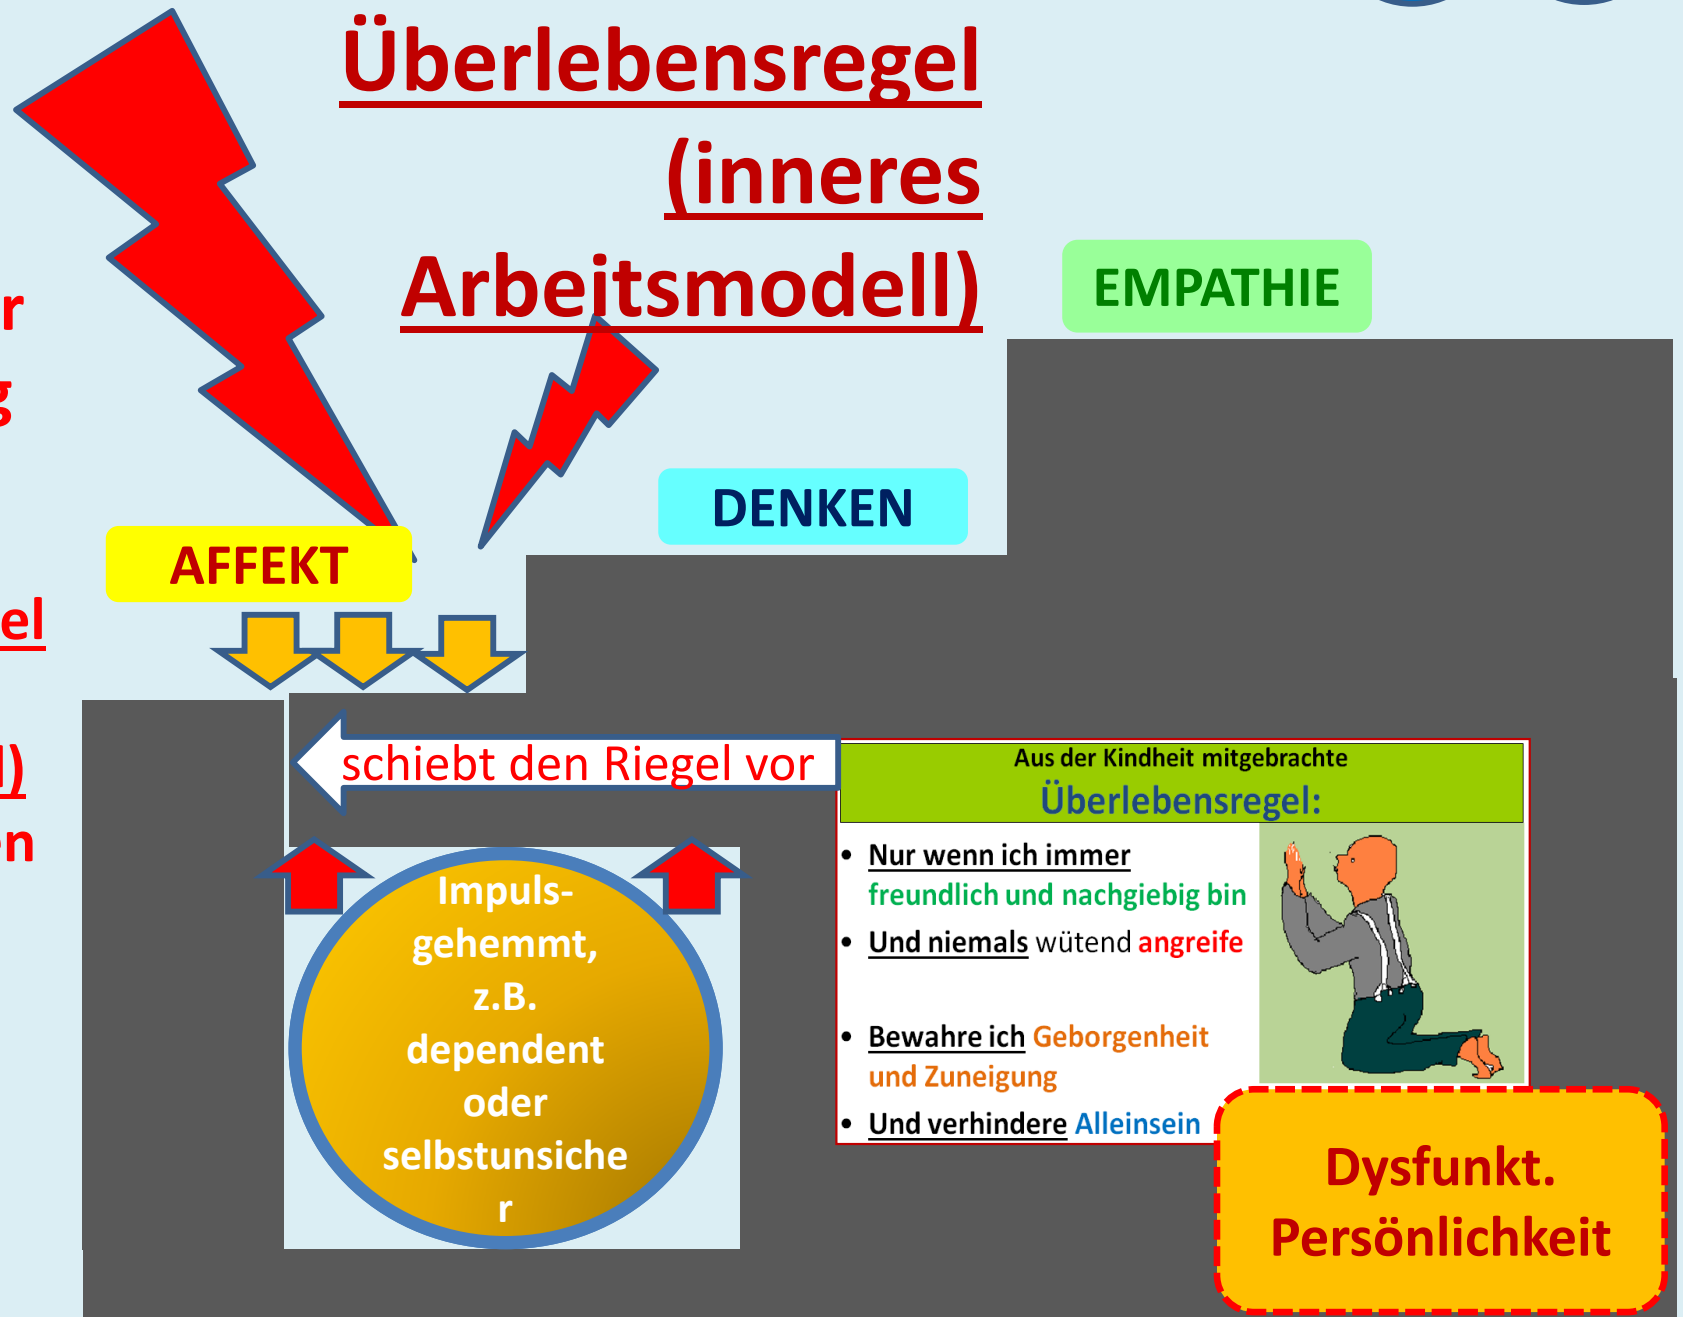 Überlebensregel
(inneres
Arbeitsmodell)
EMPATHIE
DENKEN
AFFEKT
schiebt den Riegel vor
Aus der Kindheit mitgebrachte
Überlebensregel:
• Nur wenn ich immer
freundlich und nachgiebig bin
• Und niemals wütend angreife
• Bewahre ich Geborgenheit
und Zuneigung
• Und verhindere Alleinsein
Impuls-
gehemmt,
z.B.
dependent
oder
selbstunsiche
r
Dysfunkt.
Persönlichkeit